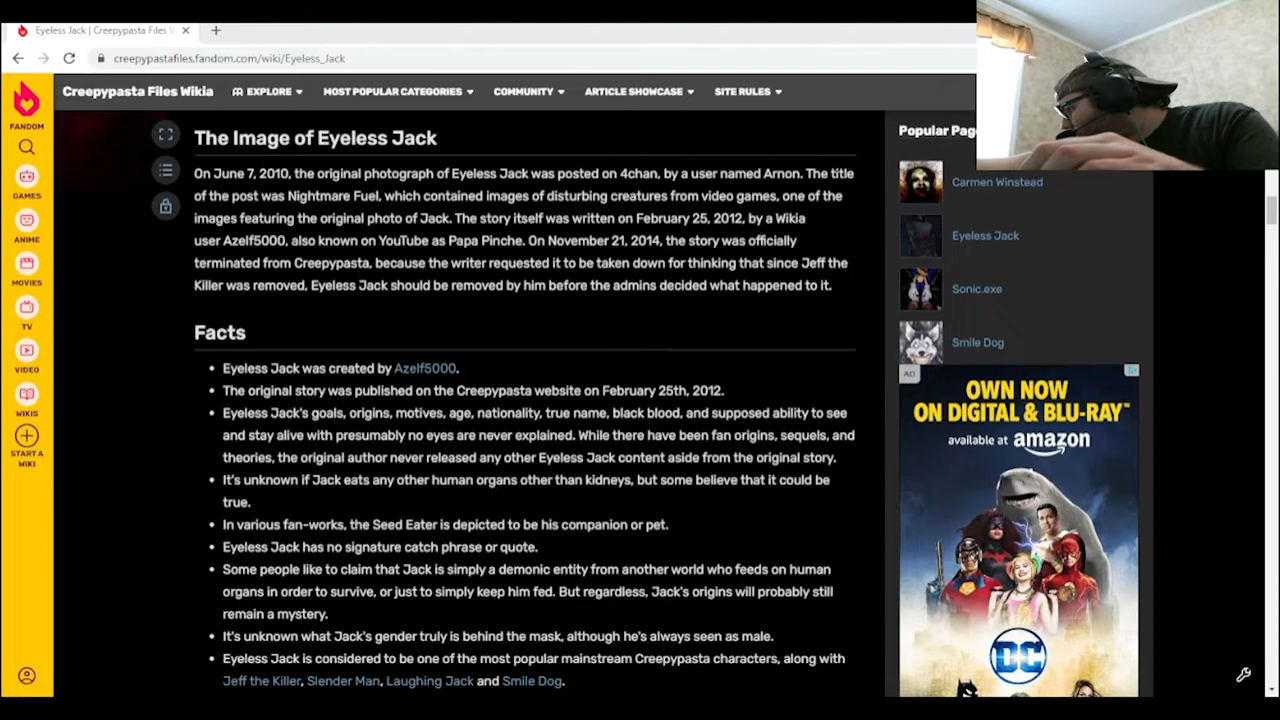 Eyeless Jack | Creepypasta Files V
creepypastafiles.fandom.com/wiki/Eyeless_Jack
FANDOM
GAMES
ANIME
MOVIES
TV
VIDEO
WIKIS
START A
WIKI
Creepypasta Files Wikia
EXPLORE
MOST POPULAR CATEGORIES
COMMUNITY
ARTICLE SHOWCASE
SITE RULES
The Image of Eyeless Jack
On June 7, 2010, the original photograph of Eyeless Jack was posted on 4chan, by a user named Arnon. The title
of the post was Nightmare Fuel, which contained images of disturbing creatures from video games, one of the
images featuring the original photo of Jack. The story itself was written on February 25, 2012, by a Wikia
user Azelf5000, also known on YouTube as Papa Pinche. On November 21, 2014, the story was officially
terminated from Creepypasta, because the writer requested it to be taken down for thinking that since Jeff the
Killer was removed, Eyeless Jack should be removed by him before the admins decided what happened to it.
Facts
• Eyeless Jack was created by Azelf5000.
• The original story was published on the Creepypasta website on February 25th, 2012.
• Eyeless Jack's goals, origins, motives, age, nationality, true name, black blood, and supposed ability to see
and stay alive with presumably no eyes are never explained. While there have been fan origins, sequels, and
theories, the original author never released any other Eyeless Jack content aside from the original story.
• It's unknown if Jack eats any other human organs other than kidneys, but some believe that it could be
true.
• In various fan-works, the Seed Eater is depicted to be his companion or pet.
• Eyeless Jack has no signature catch phrase or quote.
• Some people like to claim that Jack is simply a demonic entity from another world who feeds on human
organs in order to survive, or just to simply keep him fed. But regardless, Jack's origins will probably still
remain a mystery.
• It's unknown what Jack's gender truly is behind the mask, although he's always seen as male.
• Eyeless Jack is considered to be one of the most popular mainstream Creepypasta characters, along with
Jeff the Killer, Slender Man, Laughing Jack and Smile Dog.
Popular Pag
Carmen Winstead
Eyeless Jack
Sonic.exe
Smile Dog
AD
OWN NOW
ON DIGITAL & BLU-RAY™
available at amazon
DC